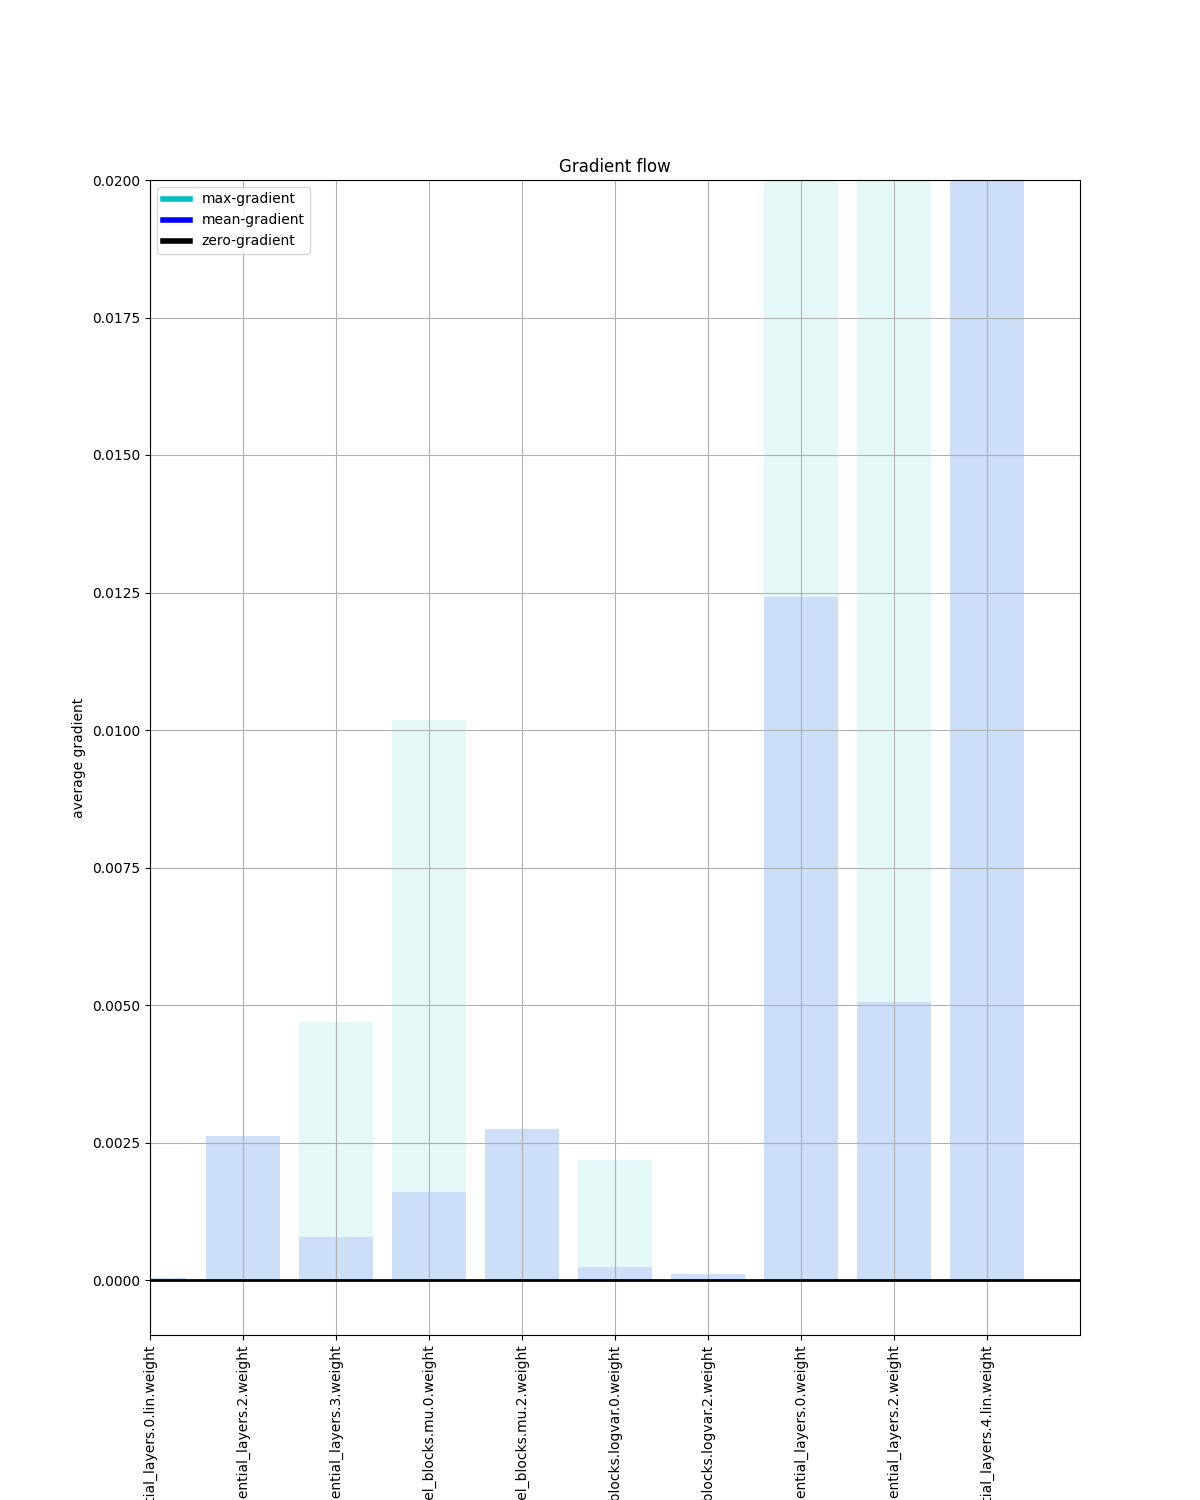 Gradient flow
max-gradient
mean-gradient
zero-gradient
0.0200
0.0175
0.0150
0.0125
0.0100
0.0075
0.0050
0.0025
0.0000
average gradient
tial_layers.0.lin.weight
ential_layers.2.weight
ential_layers.3.weight
el_blocks.mu.0.weight
el_blocks.mu.2.weight
blocks.logvar.0.weight
blocks.logvar.2.weight
ential_layers.0.weight
ential_layers.2.weight
tial_layers.4.lin.weight